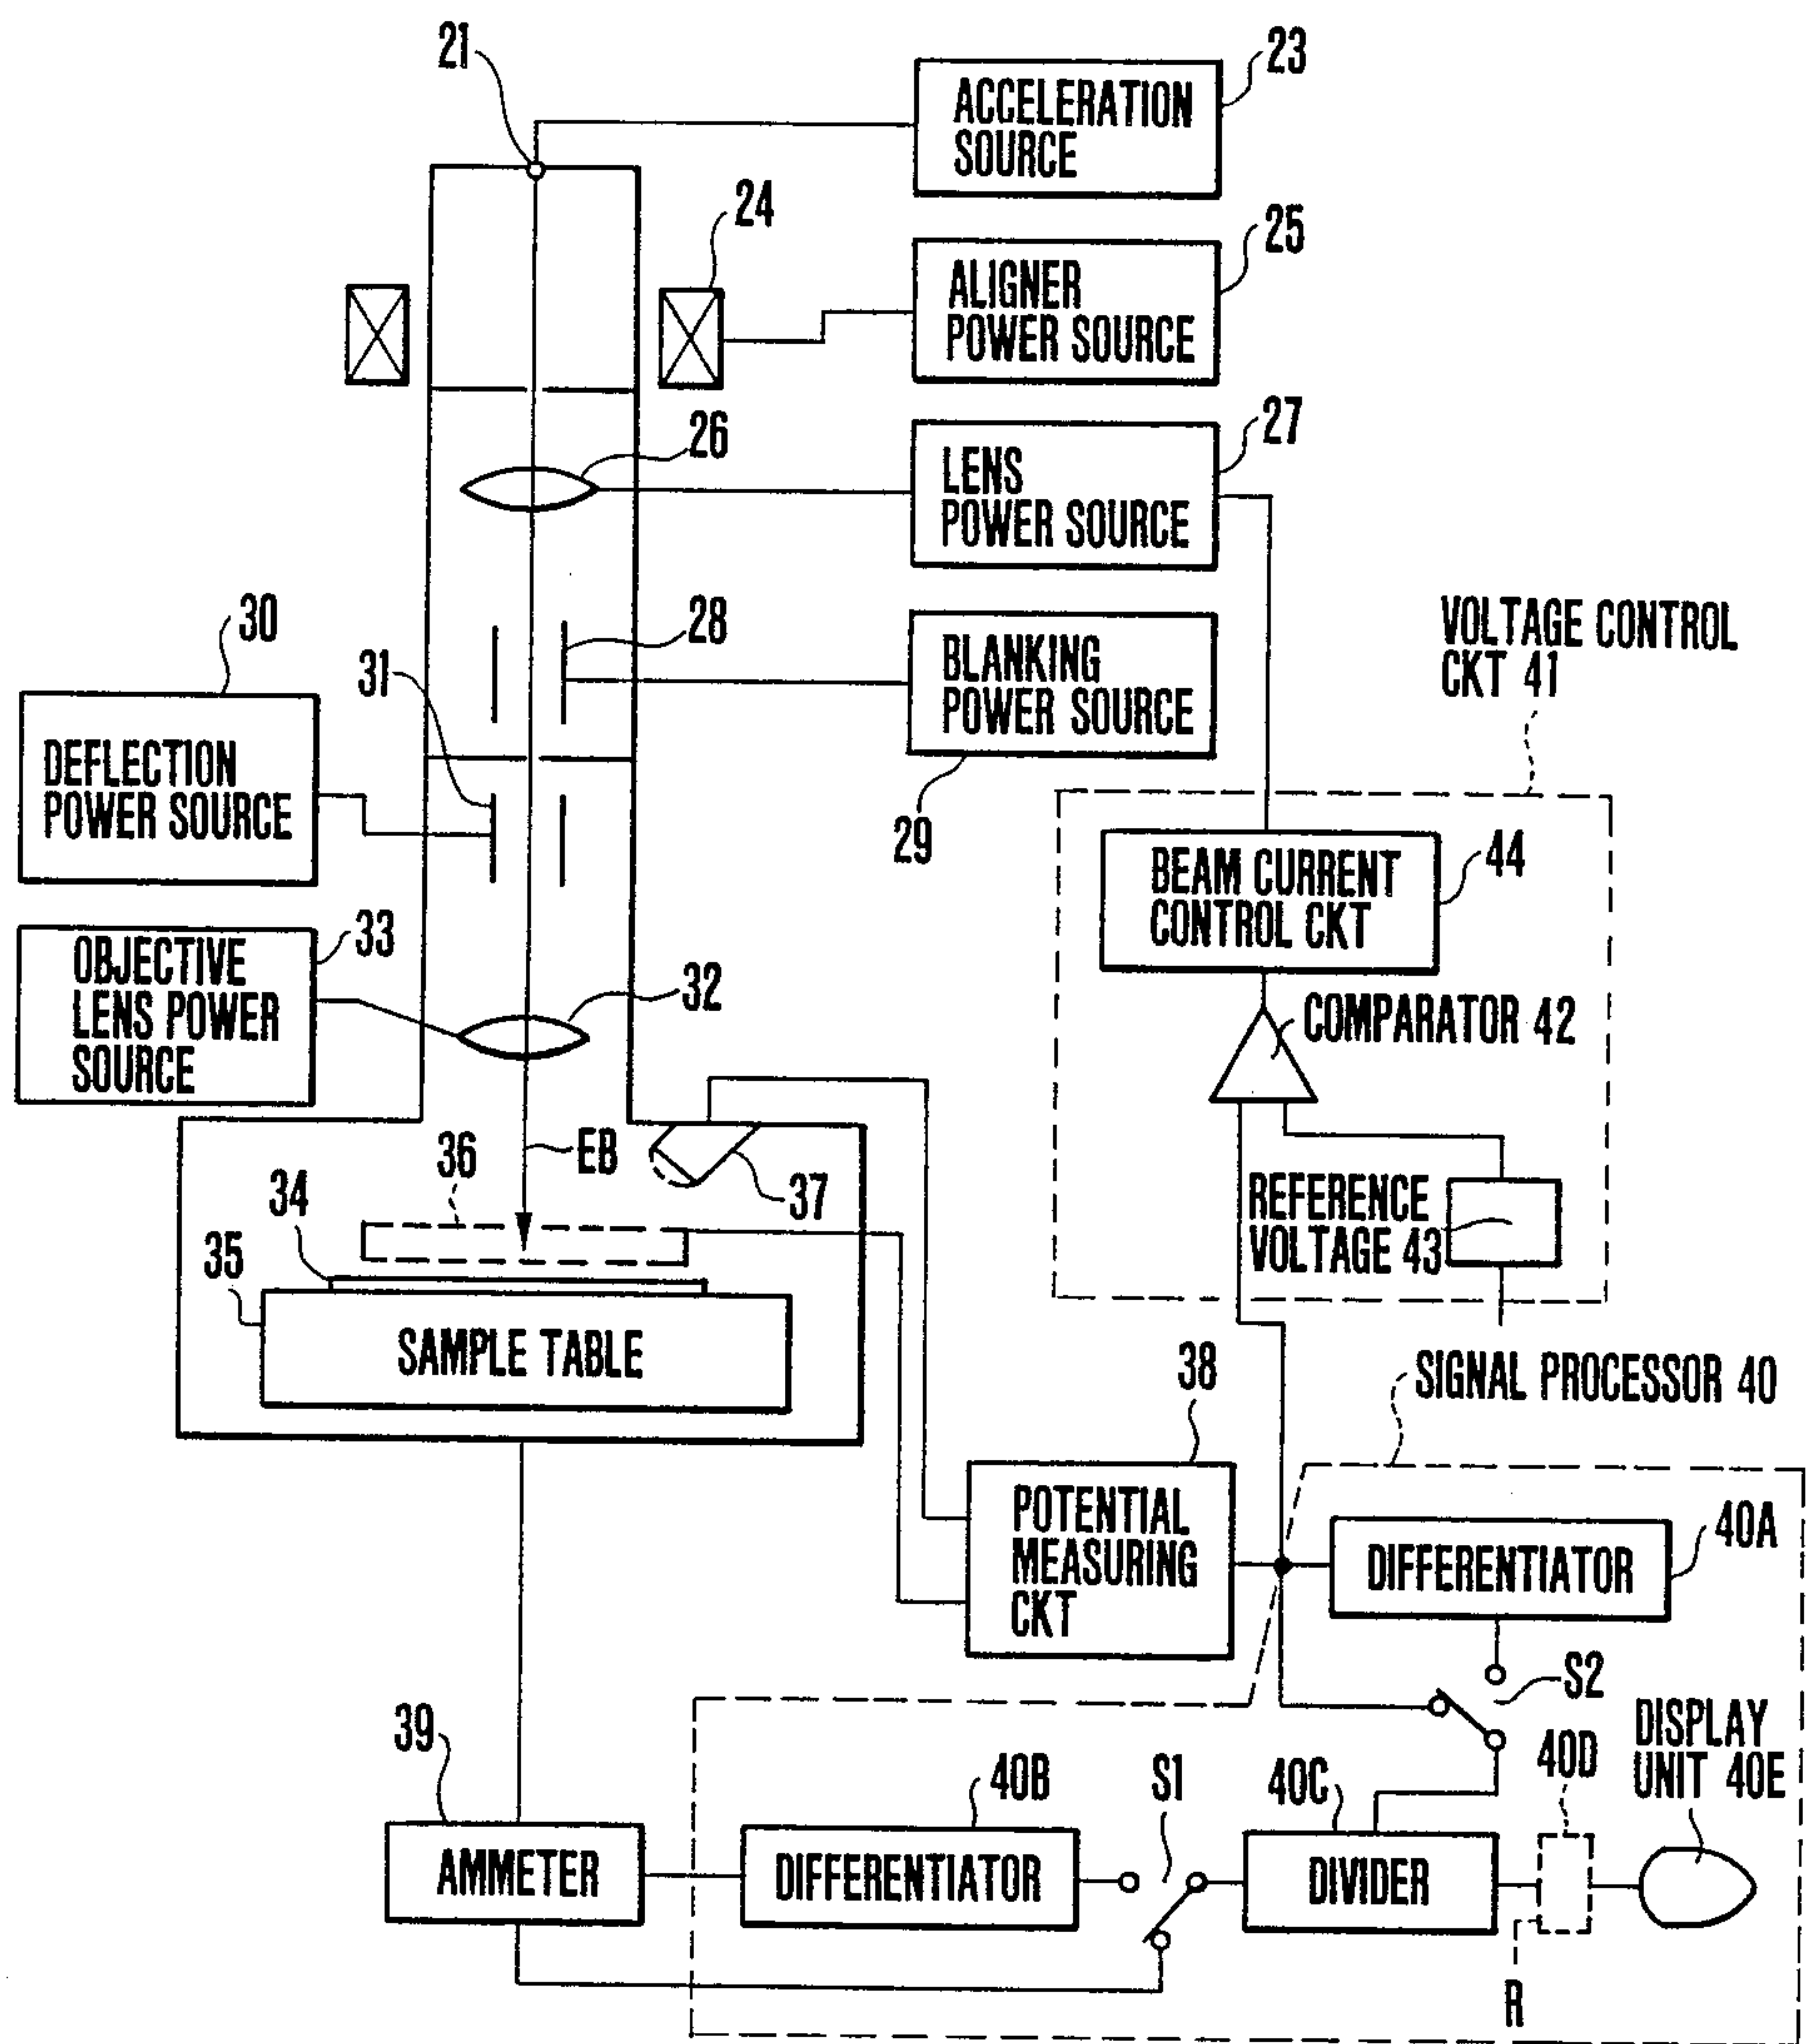 21
ACCELERATION
SOURCE
23
24
ALIGNER
POWER SOURCE
25
26
LENS
POWER SOURCE
27
28
BLANKING
POWER SOURCE
29
30
DEFLECTION
POWER SOURCE
31
VOLTAGE CONTROL
CKT 41
BEAM CURRENT
CONTROL CKT
44
OBJECTIVE
LENS POWER
SOURCE
33
32
COMPARATOR 42
REFERENCE
VOLTAGE 43
EB
36
37
34
35
SAMPLE TABLE
38
POTENTIAL
MEASURING
CKT
SIGNAL PROCESSOR 40
DIFFERENTIATOR
40A
S2
39
AMMETER
DIFFERENTIATOR
40B
S1
40C
DIVIDER
40D
DISPLAY
UNIT 40E
R